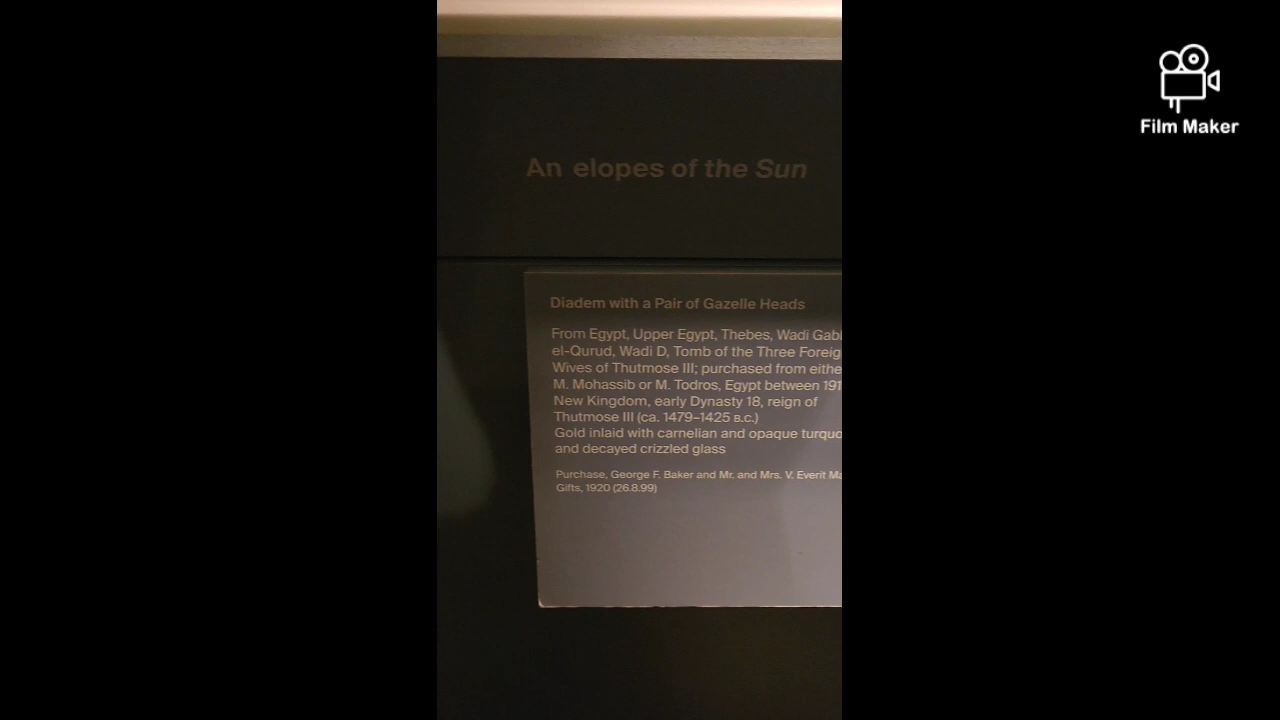 Film Maker
An elopes of the Sun
Diadem with a Pair of Gazelle Heads
From Egypt, Upper Egypt, Thebes, Wadi
el-Qurud, Wadi D, Tomb of the Three
Wives of Thutmose III; purchased from
M. Mohassib or M. Todros, Egypt between
New Kingdom, early Dynasty 18, reign of
Thutmose III (ca. 1479–1425 B.C.)
Gold inlaid with carnelian and opaque
and decayed crizzled glass
Purchase, George F. Baker and Mr. and Mrs. V. Everit
Gifts, 1920 (26.8.99)